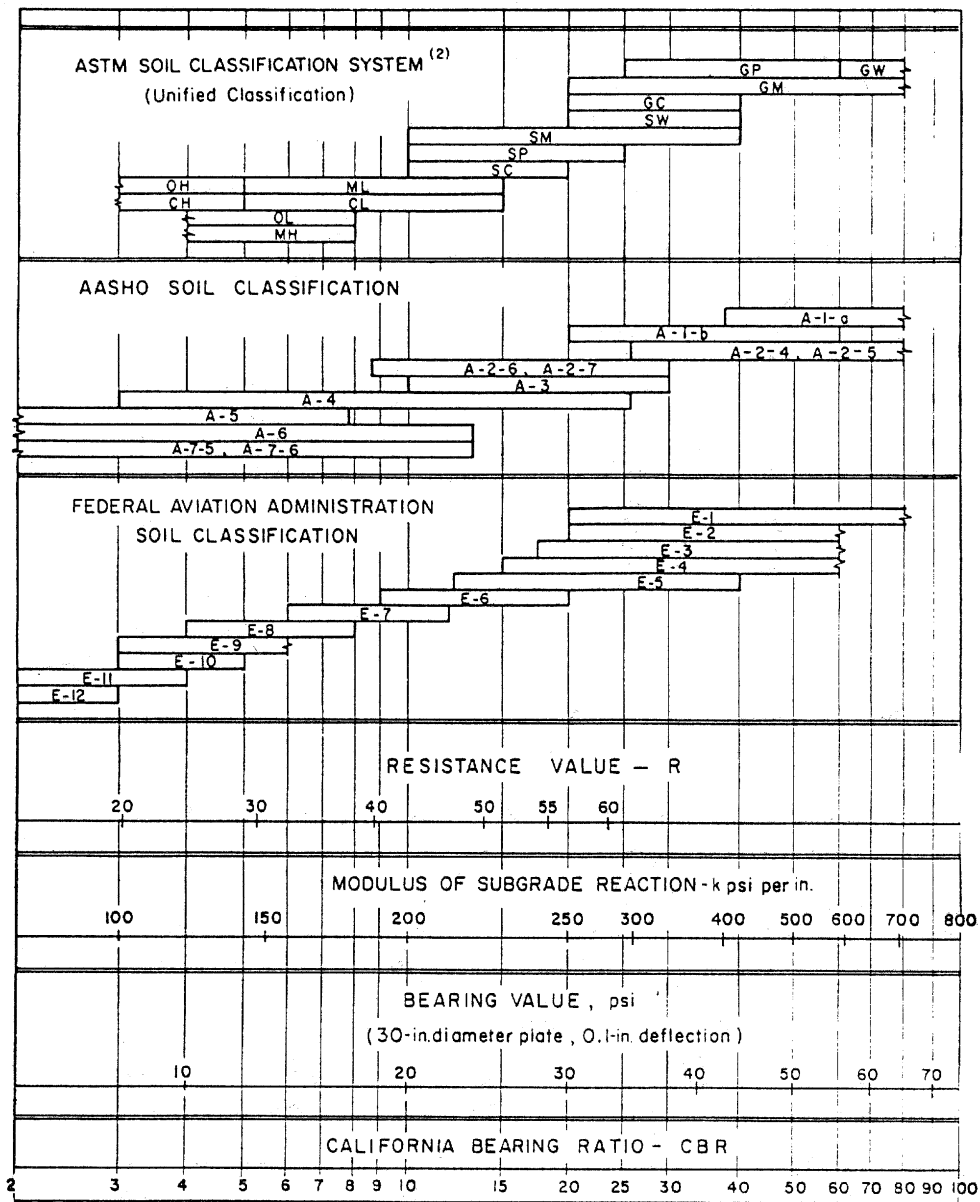 ASTM SOIL CLASSIFICATION SYSTEM (2)
(Unified Classification)
GP GW
GM
GC
SW
SM
SP
SC
OH ML
CH CL
OL
MH
AASHO SOIL CLASSIFICATION
A-1-a
A-1-b
A-2-4, A-2-5
A-2-6, A-2-7
A-3
A-4
A-5
A-6
A-7-5, A-7-6
FEDERAL AVIATION ADMINISTRATION
SOIL CLASSIFICATION
E-1
E-2
E-3
E-4
E-5
E-6
E-7
E-8
E-9
E-10
E-11
E-12
RESISTANCE VALUE — R
20 30 40 50 55 60
MODULUS OF SUBGRADE REACTION - k psi per in.
100 150 200 250 300 400 500 600 700 800
BEARING VALUE, psi
(30-in. diameter plate, 0.1-in. deflection)
10 20 30 40 50 60 70
CALIFORNIA BEARING RATIO - CBR
2 3 4 5 6 7 8 9 10 15 20 25 30 40 50 60 70 80 90 100